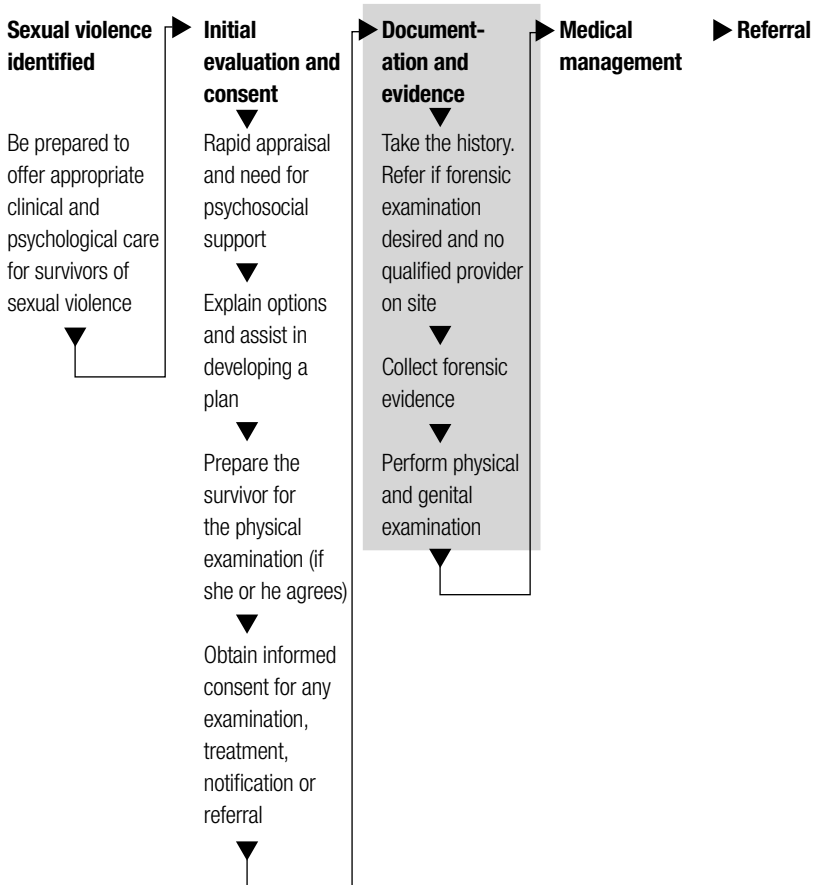 Sexual violence
identified
Be prepared to
offer appropriate
clinical and
psychological care
for survivors of
sexual violence
Initial
evaluation and
consent
Rapid appraisal
and need for
psychosocial
support
Explain options
and assist in
developing a
plan
Prepare the
survivor for
the physical
examination (if
she or he agrees)
Obtain informed
consent for any
examination,
treatment,
notification or
referral
Document-
ation and
evidence
Take the history.
Refer if forensic
examination
desired and no
qualified provider
on site
Collect forensic
evidence
Perform physical
and genital
examination
Medical
management
Referral